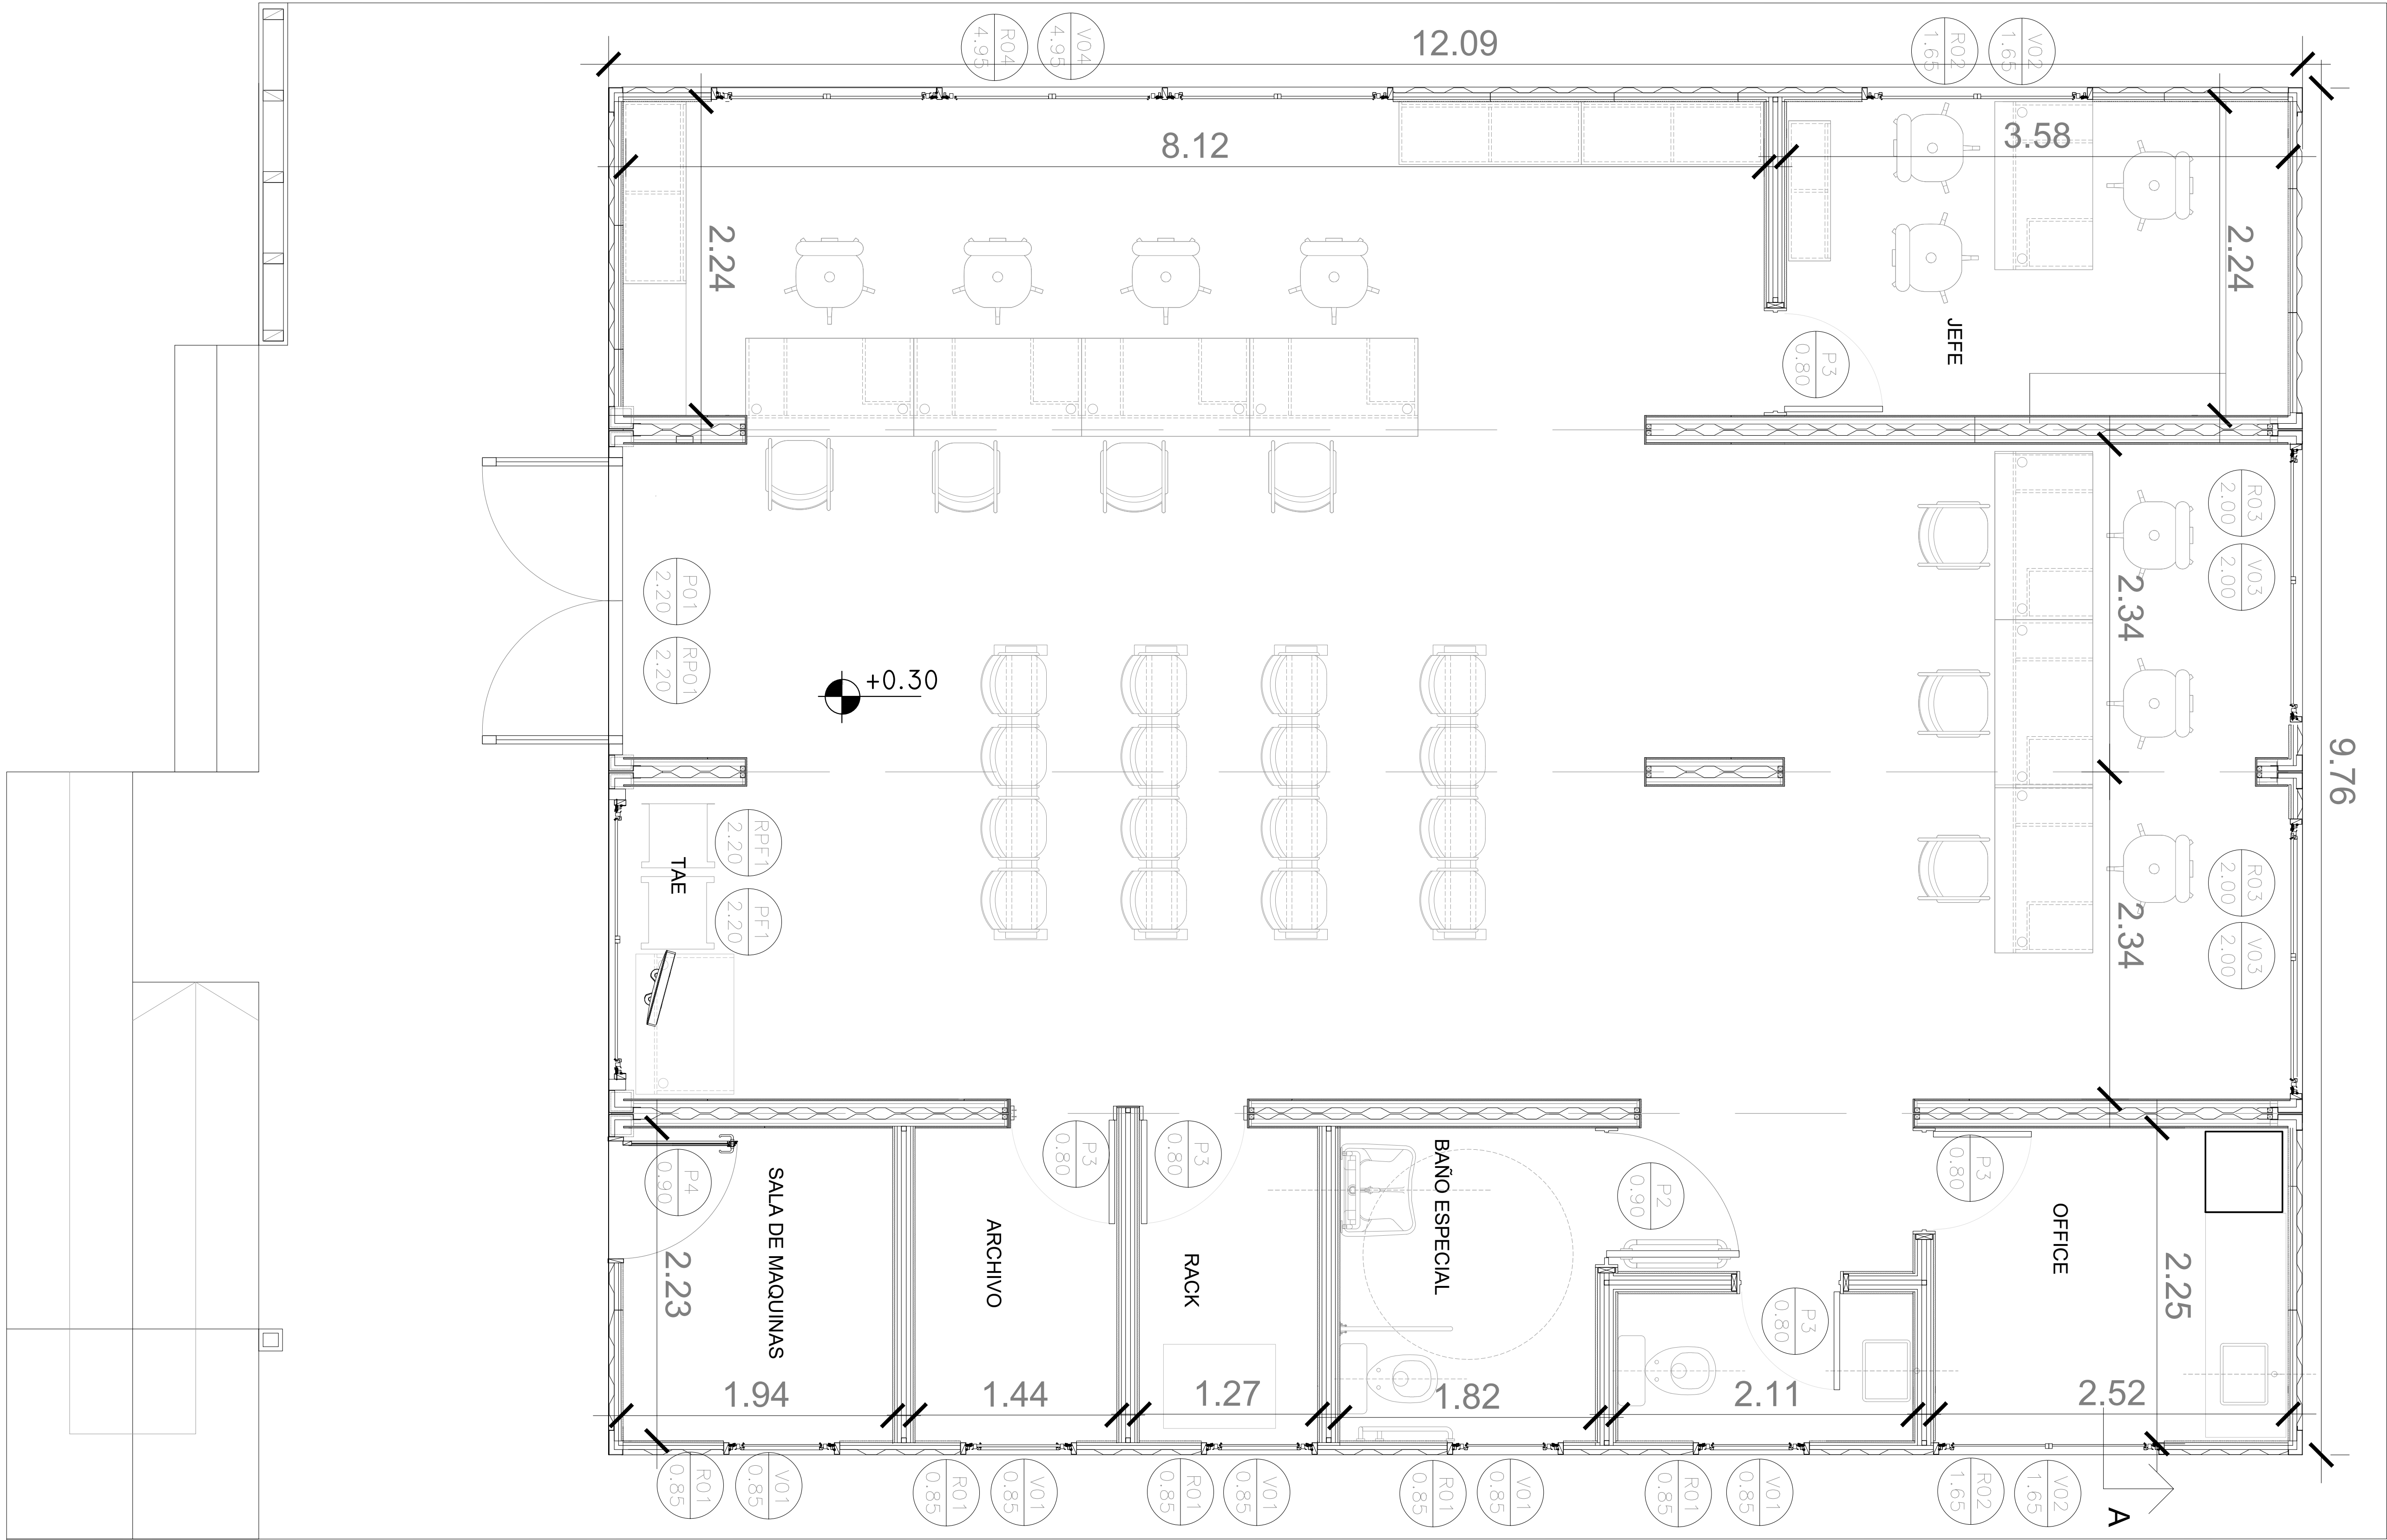 R04
4.95
V04
4.95
12.09
R02
1.65
V02
1.65
8.12
3.58
2.24
2.24
JEFE
P3
0.80
R03
2.00
V03
2.00
2.34
P01
2.20
RP01
2.20
+0.30
9.76
RPF1
2.20
PF1
2.20
TAE
R03
2.00
V03
2.00
2.34
P4
0.90
SALA DE MAQUINAS
2.23
P3
0.80
ARCHIVO
P3
0.80
RACK
BAÑO ESPECIAL
P2
0.90
P3
0.80
P3
0.80
OFFICE
2.25
1.94
1.44
1.27
1.82
2.11
2.52
R01
0.85
V01
0.85
R01
0.85
V01
0.85
R01
0.85
V01
0.85
R01
0.85
V01
0.85
R01
0.85
V01
0.85
R02
1.65
V02
1.65
A